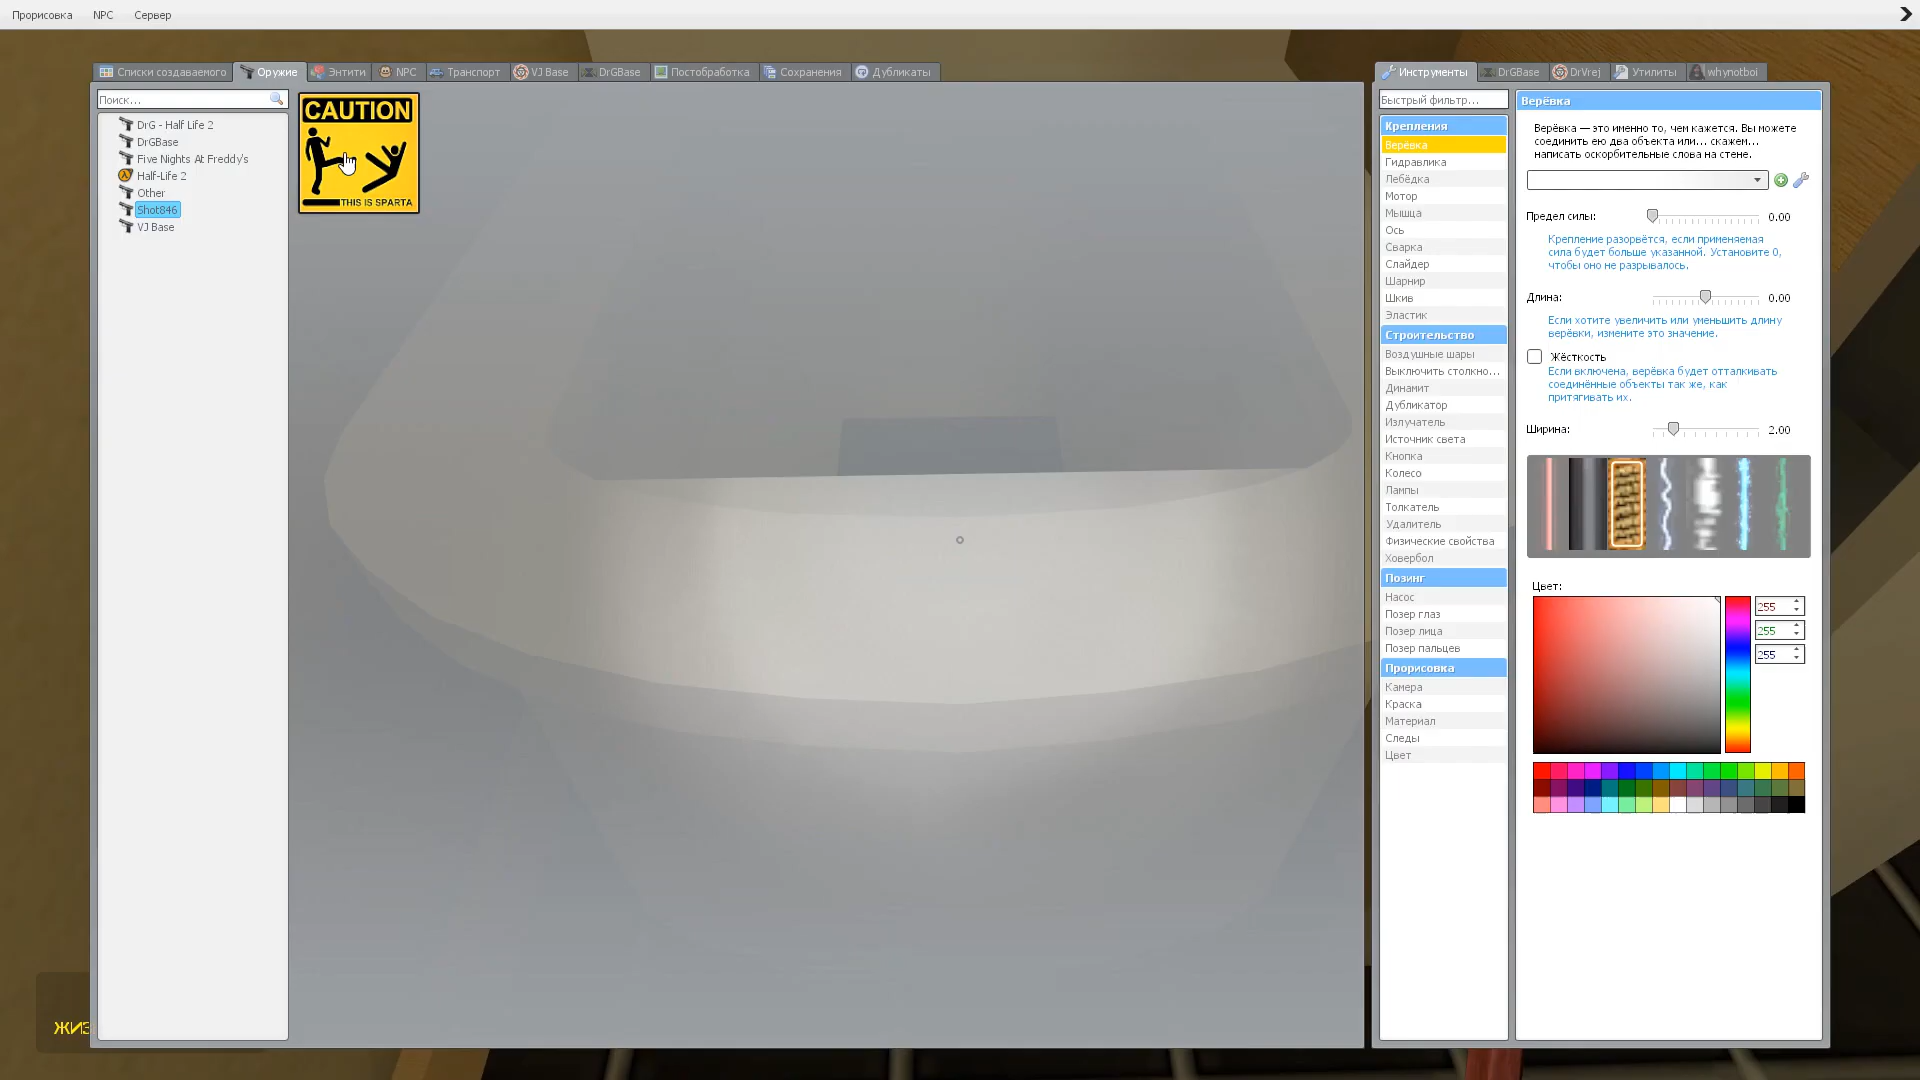 Прорисовка NPC Сервер
Списки создаваемого Оружие Энтити NPC Транспорт VJ Base DrGBase Постобработка Сохранения Дубликаты
Поиск...
DrG - Half Life 2
DrGBase
Five Nights At Freddy's
Half-Life 2
Other
Shot846
VJ Base
CAUTION
THIS IS SPARTA
ЖИЗ
Инструменты DrGBase DrVrej Утилиты whynotboi
Быстрый фильтр...
Крепления
Верёвка
Гидравлика
Лебёдка
Мотор
Мышца
Ось
Сварка
Слайдер
Шарнир
Шкив
Эластик
Строительство
Воздушные шары
Выключить столкно...
Динамит
Дубликатор
Излучатель
Источник света
Кнопка
Колесо
Лампы
Толкатель
Удалитель
Физические свойства
Ховербол
Позинг
Насос
Позер глаз
Позер лица
Позер пальцев
Прорисовка
Камера
Краска
Материал
Следы
Цвет
Верёвка
Верёвка — это именно то, чем кажется. Вы можете
соединить ею два объекта или... скажем...
написать оскорбительные слова на стене.
Предел силы: 0.00
Крепление разорвётся, если применяемая
сила будет больше указанной. Установите 0,
чтобы оно не разрывалось.
Длина: 0.00
Если хотите увеличить или уменьшить длину
верёвки, измените это значение.
Жёсткость
Если включена, верёвка будет отталкивать
соединённые объекты так же, как
притягивать их.
Ширина: 2.00
Цвет:
255
255
255